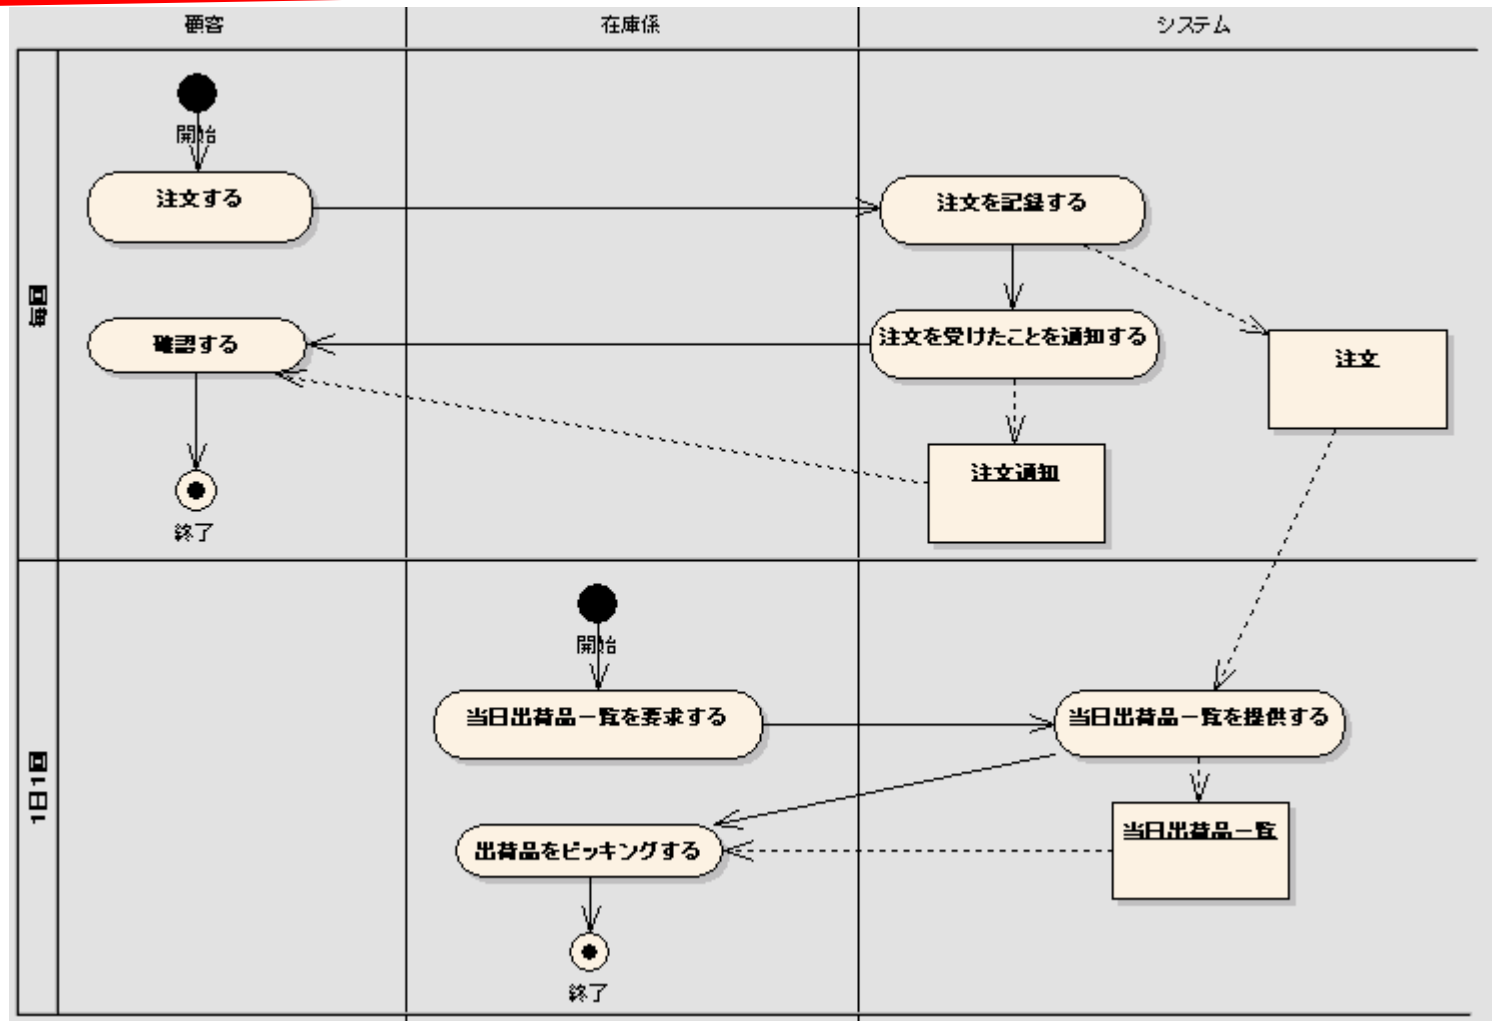 顧客 在庫係 システム
毎回
開始
注文する
注文を記録する
確認する
注文を受けたことを通知する
注文
注文通知
終了
1日1回
開始
当日出荷品一覧を要求する
当日出荷品一覧を提供する
出荷品をピッキングする
当日出荷品一覧
終了